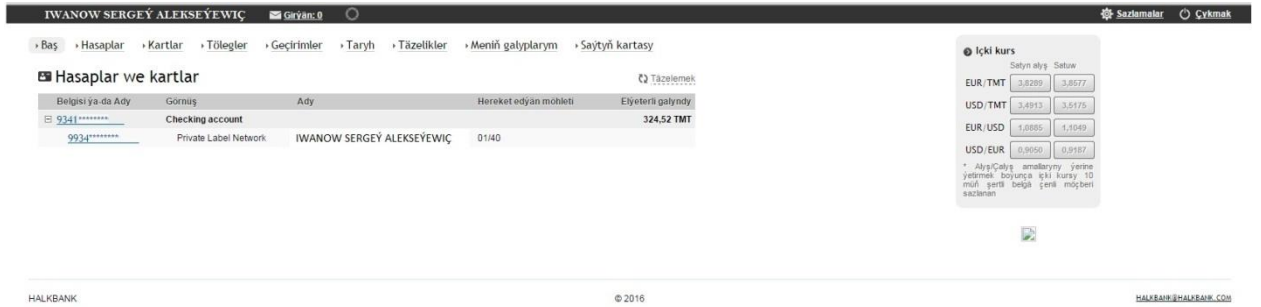 IWANOW SERGEÝ ALEKSEÝEWIÇ Girýän: 0 Sazlamalar Çykmak
Baş Hasaplar Kartlar Tölegler Geçirimler Taryh Täzelikler Meniň galyplarym Saýtyň kartasy
Hasaplar we kartlar Täzelemek
Belgisi ýa-da Ady Görnüş Ady Hereket edýän möhleti Elýeterli galyndy
9341******** Checking account 324,52 TMT
9934******** Private Label Network IWANOW SERGEÝ ALEKSEÝEWIÇ 01/40
Içki kurs
Satyn alyş Satuw
EUR/TMT 3,8289 3,8577
USD/TMT 3,4913 3,5175
EUR/USD 1,0885 1,1049
USD/EUR 0,9050 0,9187
* Alyş/Çalyş amallaryny ýerine
ýetirmek boýunça içki kursy 10
müň şertli belgä çenli möçberi
sazlanan
HALKBANK © 2016 HALKBANK@HALKBANK.COM